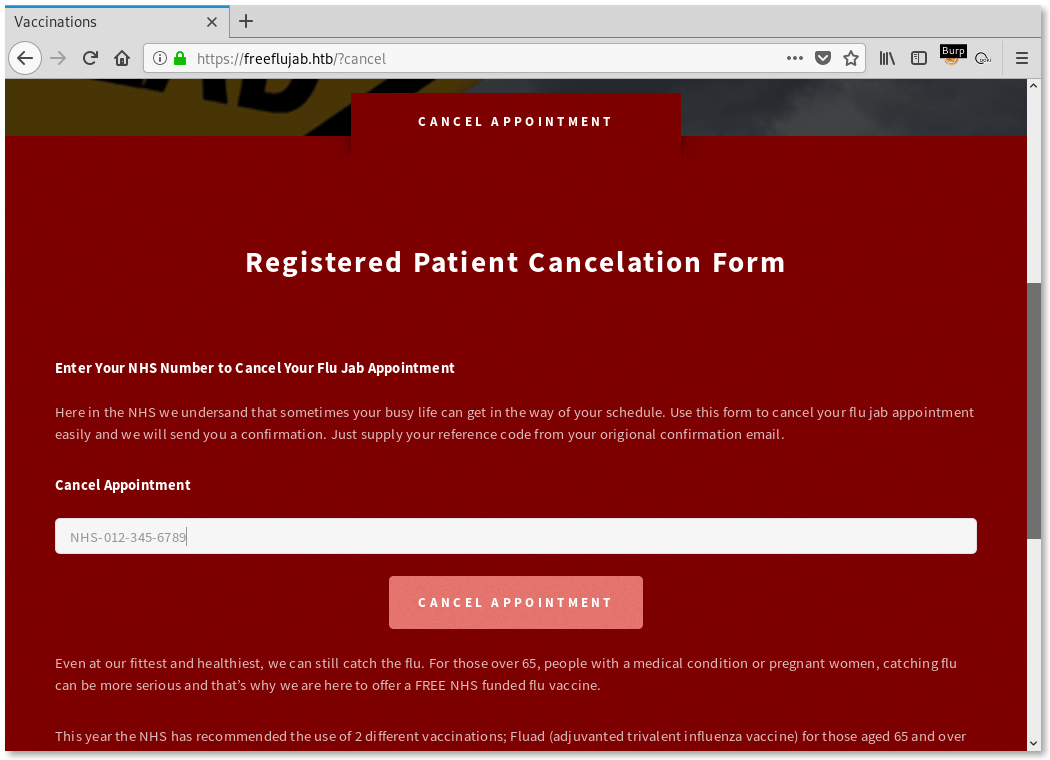 Vaccinations
https://freeflujab.htb/?cancel
Burp
CANCEL APPOINTMENT
Registered Patient Cancelation Form
Enter Your NHS Number to Cancel Your Flu Jab Appointment
Here in the NHS we undersand that sometimes your busy life can get in the way of your schedule. Use this form to cancel your flu jab appointment
easily and we will send you a confirmation. Just supply your reference code from your origional confirmation email.
Cancel Appointment
NHS-012-345-6789
CANCEL APPOINTMENT
Even at our fittest and healthiest, we can still catch the flu. For those over 65, people with a medical condition or pregnant women, catching flu
can be more serious and that's why we are here to offer a FREE NHS funded flu vaccine.
This year the NHS has recommended the use of 2 different vaccinations; Fluad (adjuvanted trivalent influenza vaccine) for those aged 65 and over